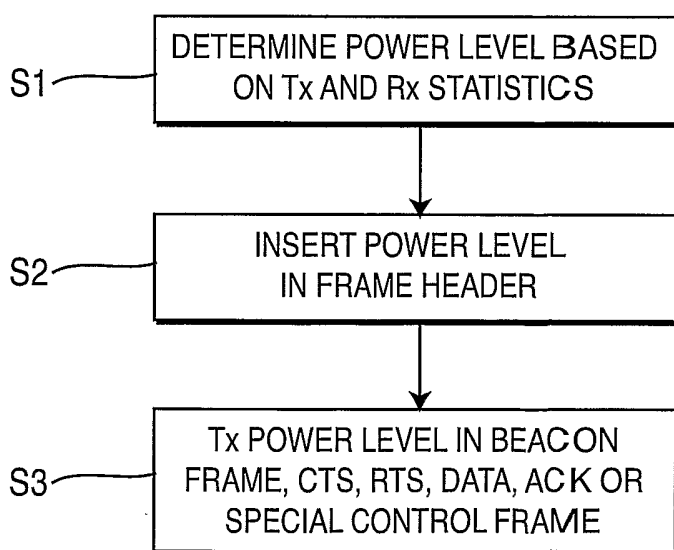 S1
DETERMINE POWER LEVEL BASED
ON Tx AND Rx STATISTICS
S2
INSERT POWER LEVEL
IN FRAME HEADER
S3
Tx POWER LEVEL IN BEACON
FRAME, CTS, RTS, DATA, ACK OR
SPECIAL CONTROL FRAME